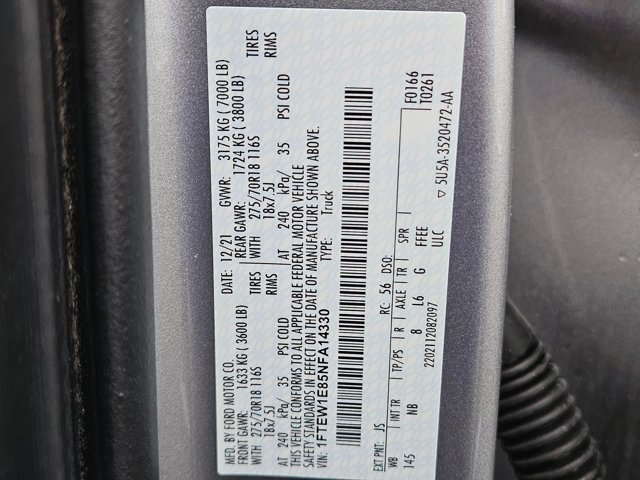 MFD. BY FORD MOTOR CO.
DATE: 12/21 GVWR: 3175 KG ( 7000 LB)
FRONT GAWR: 1633 KG ( 3600 LB) REAR GAWR: 1724 KG ( 3800 LB)
WITH 275/70R18 116S TIRES WITH 275/70R18 116S TIRES
18x7.5J RIMS 18x7.5J RIMS
AT 240 kPa/ 35 PSI COLD AT 240 kPa/ 35 PSI COLD
THIS VEHICLE CONFORMS TO ALL APPLICABLE FEDERAL MOTOR VEHICLE
SAFETY STANDARDS IN EFFECT ON THE DATE OF MANUFACTURE SHOWN ABOVE.
VIN: 1FTEW1E85NFA14330
TYPE: Truck
F0166
T0261
EXT PNT: JS RC: 56 DSO:
WB INT TR TP/PS R AXLE TR SPR
145 NB 8 L6 G FFEE
ULC
2202112082097
▽ 5U5A-3520472-AA